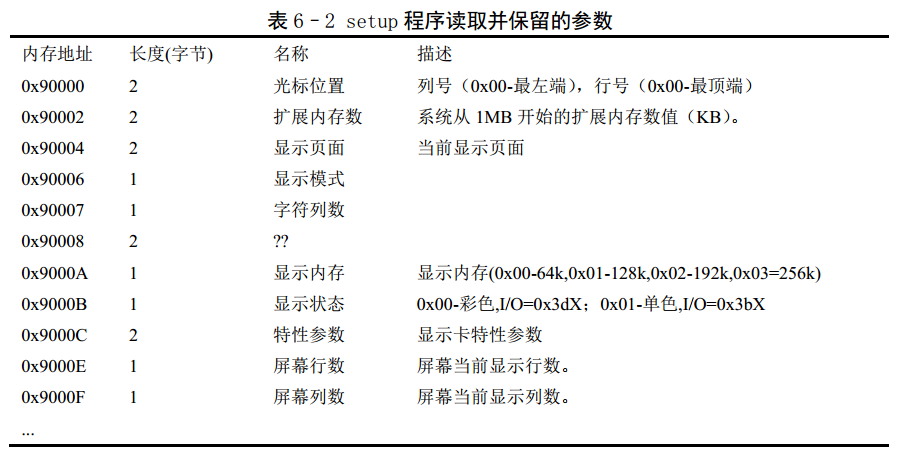 表 6-2 setup 程序读取并保留的参数
内存地址 长度(字节) 名称 描述
0x90000 2 光标位置 列号（0x00-最左端），行号（0x00-最顶端）
0x90002 2 扩展内存数 系统从 1MB 开始的扩展内存数值（KB）。
0x90004 2 显示页面 当前显示页面
0x90006 1 显示模式
0x90007 1 字符列数
0x90008 2 ??
0x9000A 1 显示内存 显示内存(0x00-64k,0x01-128k,0x02-192k,0x03=256k)
0x9000B 1 显示状态 0x00-彩色,I/O=0x3dX；0x01-单色,I/O=0x3bX
0x9000C 2 特性参数 显示卡特性参数
0x9000E 1 屏幕行数 屏幕当前显示行数。
0x9000F 1 屏幕列数 屏幕当前显示列数。
...